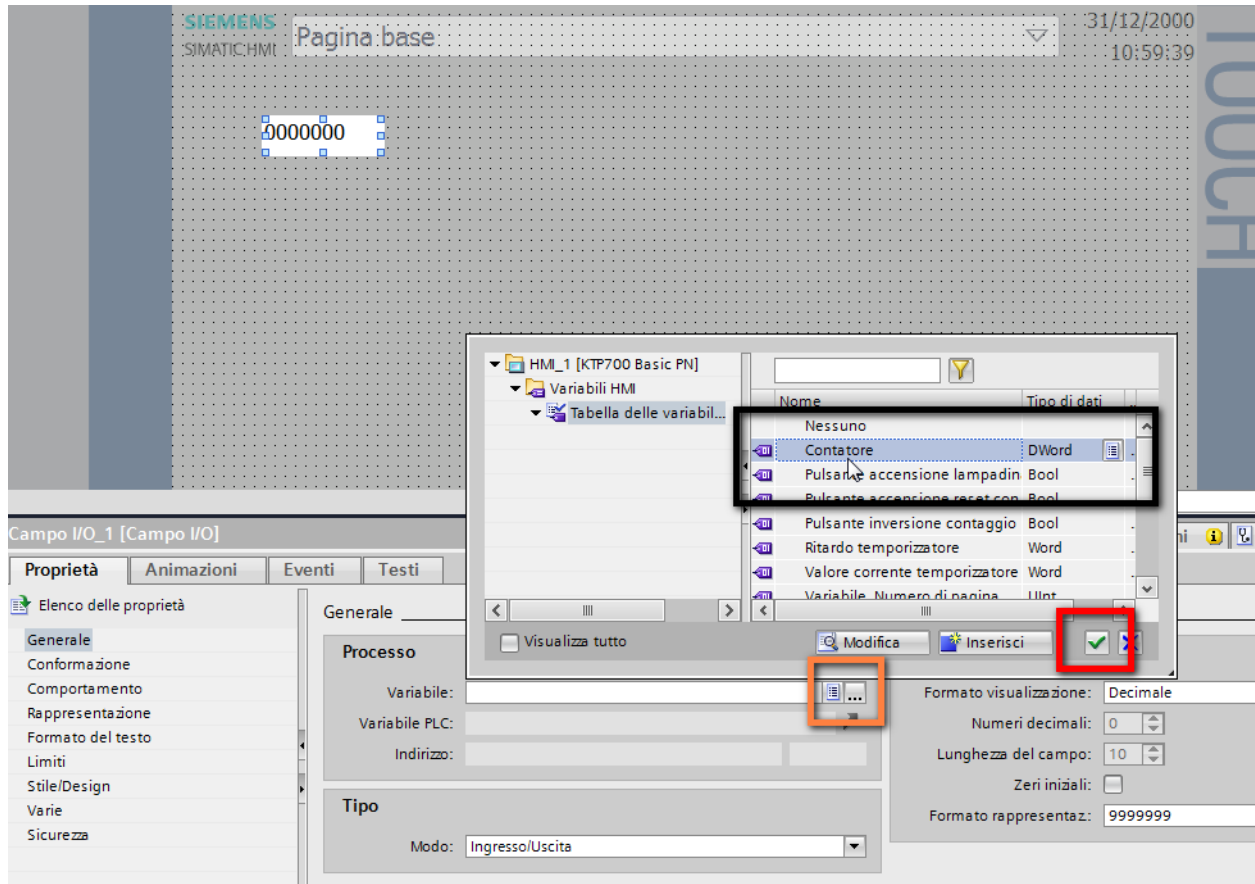 SIEMENS
SIMATIC HMI
Pagina base
31/12/2000
10:59:39
TOUCH
0000000
HMI_1 [KTP700 Basic PN]
Variabili HMI
Tabella delle variabil...
Nome Tipo di dati
Nessuno
Contatore DWord
Pulsante accensione lampadin Bool
Pulsante accensione reset con Bool
Pulsante inversione contaggio Bool
Ritardo temporizzatore Word
Valore corrente temporizzatore Word
Variabile Numero di pagina UInt
Visualizza tutto
Modifica
Inserisci
Campo I/O_1 [Campo I/O]
Proprietà Animazioni Eventi Testi
Elenco delle proprietà
Generale
Conformazione
Comportamento
Rappresentazione
Formato del testo
Limiti
Stile/Design
Varie
Sicurezza
Generale
Processo
Variabile:
...
Variabile PLC:
Indirizzo:
Tipo
Modo: Ingresso/Uscita
Formato visualizzazione: Decimale
Numeri decimali: 0
Lunghezza del campo: 10
Zeri iniziali:
Formato rappresentaz.: 9999999